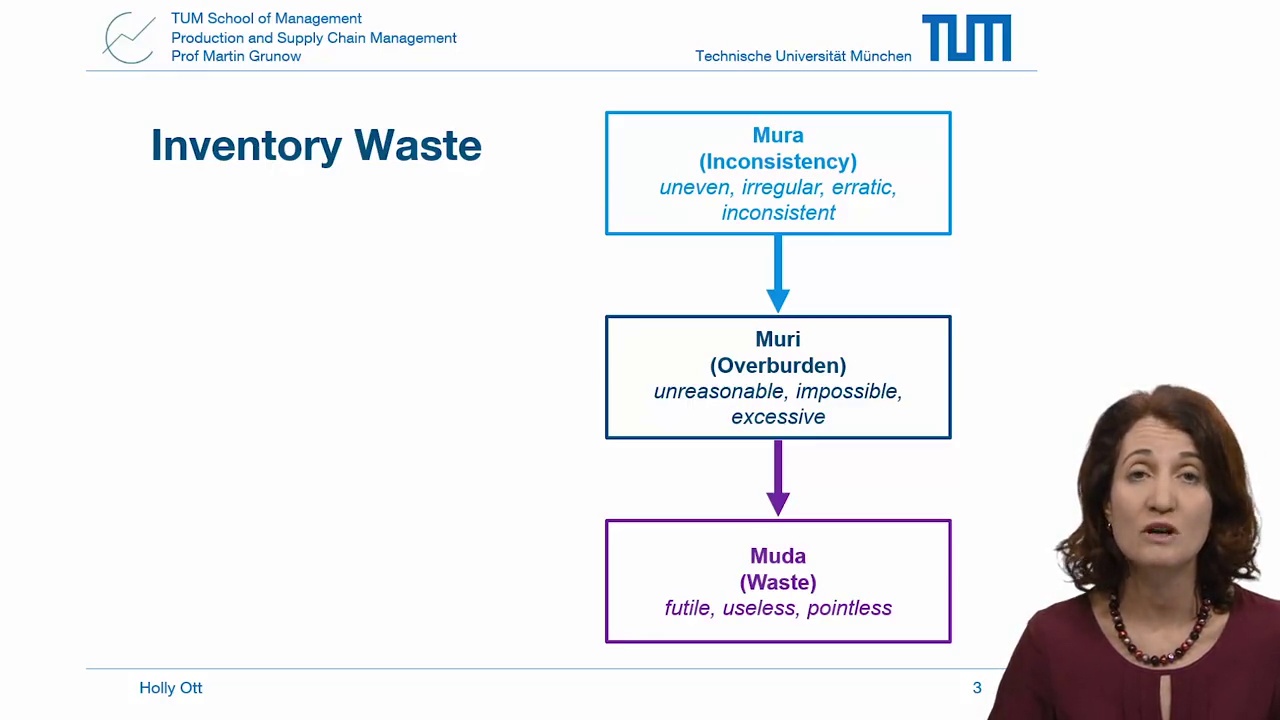 TUM School of Management
Production and Supply Chain Management
Prof Martin Grunow
Technische Universität München
TUM
Inventory Waste
Mura
(Inconsistency)
uneven, irregular, erratic,
inconsistent
Muri
(Overburden)
unreasonable, impossible,
excessive
Muda
(Waste)
futile, useless, pointless
Holly Ott
3